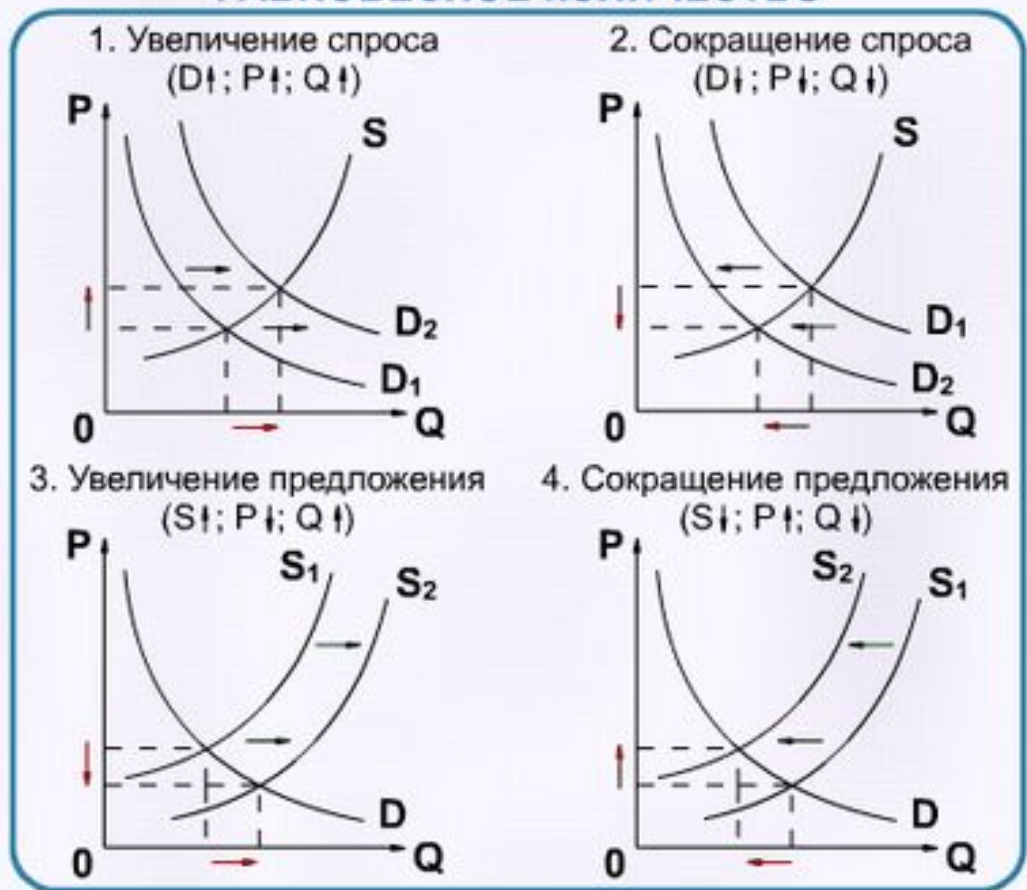 1. Увеличение спроса
(D↑; P↑; Q↑)
P
S
D₂
D₁
0
Q
2. Сокращение спроса
(D↓; P↓; Q↓)
P
S
D₁
D₂
0
Q
3. Увеличение предложения
(S↑; P↓; Q↑)
P
S₁
S₂
D
0
Q
4. Сокращение предложения
(S↓; P↑; Q↓)
P
S₂
S₁
D
0
Q